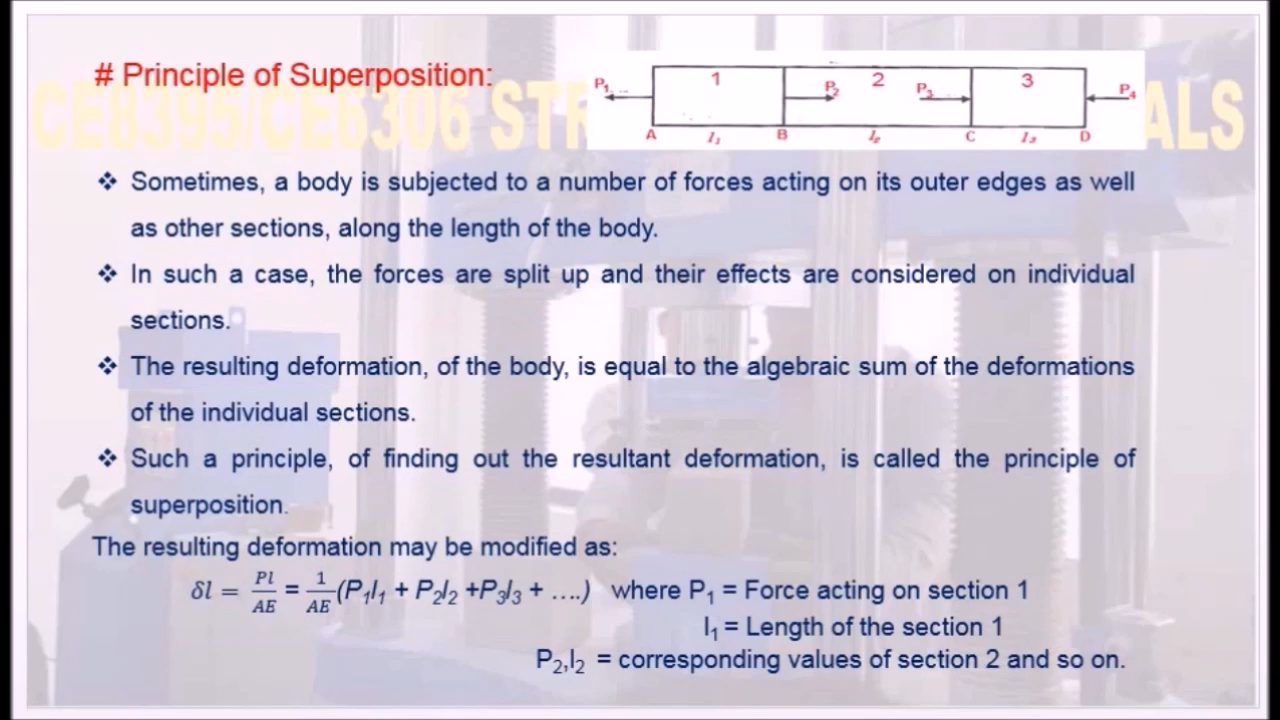 # Principle of Superposition:
P₁ 1 P₂ 2 P₃ 3 P₄
A l₁ B l₂ C l₃ D
CE8395/CE6306 STR ALS
❖ Sometimes, a body is subjected to a number of forces acting on its outer edges as well
as other sections, along the length of the body.
❖ In such a case, the forces are split up and their effects are considered on individual
sections.
❖ The resulting deformation, of the body, is equal to the algebraic sum of the deformations
of the individual sections.
❖ Such a principle, of finding out the resultant deformation, is called the principle of
superposition.
The resulting deformation may be modified as:
δl = Pl/AE = 1/AE (P₁l₁ + P₂l₂ +P₃l₃ + ....) where P₁ = Force acting on section 1
l₁ = Length of the section 1
P₂,l₂ = corresponding values of section 2 and so on.